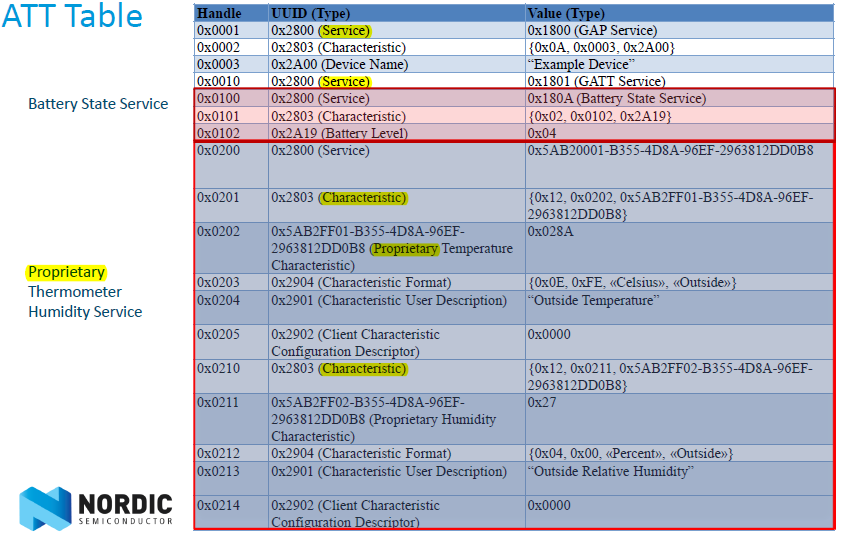 ATT Table
Handle UUID (Type) Value (Type)
0x0001 0x2800 (Service) 0x1800 (GAP Service)
0x0002 0x2803 (Characteristic) {0x0A, 0x0003, 0x2A00}
0x0003 0x2A00 (Device Name) “Example Device”
0x0010 0x2800 (Service) 0x1801 (GATT Service)
Battery State Service
0x0100 0x2800 (Service) 0x180A (Battery State Service)
0x0101 0x2803 (Characteristic) {0x02, 0x0102, 0x2A19}
0x0102 0x2A19 (Battery Level) 0x04
0x0200 0x2800 (Service) 0x5AB20001-B355-4D8A-96EF-2963812DD0B8
0x0201 0x2803 (Characteristic) {0x12, 0x0202, 0x5AB2FF01-B355-4D8A-96EF-
2963812DD0B8}
0x0202 0x5AB2FF01-B355-4D8A-96EF- 0x028A
2963812DD0B8 (Proprietary Temperature
Characteristic)
Proprietary
Thermometer
Humidity Service
0x0203 0x2904 (Characteristic Format) {0x0E, 0xFE, «Celsius», «Outside»}
0x0204 0x2901 (Characteristic User Description) “Outside Temperature”
0x0205 0x2902 (Client Characteristic 0x0000
Configuration Descriptor)
0x0210 0x2803 (Characteristic) {0x12, 0x0211, 0x5AB2FF02-B355-4D8A-96EF-
2963812DD0B8}
0x0211 0x5AB2FF02-B355-4D8A-96EF- 0x27
2963812DD0B8 (Proprietary Humidity
Characteristic)
0x0212 0x2904 (Characteristic Format) {0x04, 0x00, «Percent», «Outside»}
0x0213 0x2901 (Characteristic User Description) “Outside Relative Humidity”
0x0214 0x2902 (Client Characteristic 0x0000
Configuration Descriptor)
NORDIC
SEMICONDUCTOR